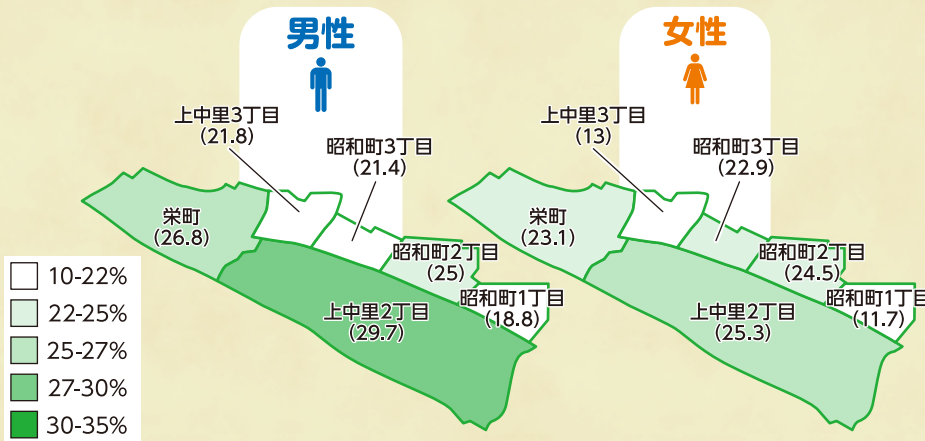 男性
上中里3丁目
(21.8)
昭和町3丁目
(21.4)
栄町
(26.8)
昭和町2丁目
(25)
昭和町1丁目
(18.8)
上中里2丁目
(29.7)
女性
上中里3丁目
(13)
昭和町3丁目
(22.9)
栄町
(23.1)
昭和町2丁目
(24.5)
昭和町1丁目
(11.7)
上中里2丁目
(25.3)
10-22%
22-25%
25-27%
27-30%
30-35%